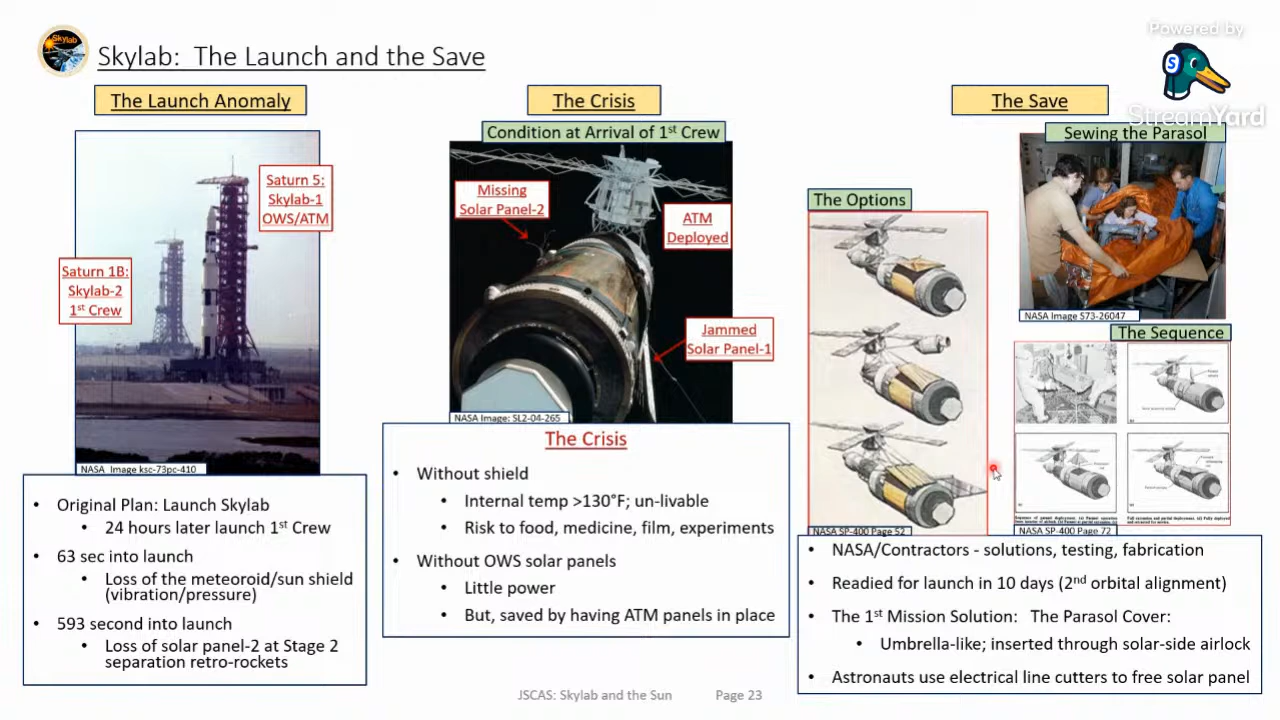 Powered by
StreamYard
Skylab
Skylab: The Launch and the Save
The Launch Anomaly
Saturn 5:
Skylab-1
OWS/ATM
Saturn 1B:
Skylab-2
1st Crew
NASA Image ksc-73pc-410
• Original Plan: Launch Skylab
• 24 hours later launch 1st Crew
• 63 sec into launch
• Loss of the meteoroid/sun shield
(vibration/pressure)
• 593 second into launch
• Loss of solar panel-2 at Stage 2
separation retro-rockets
The Crisis
Condition at Arrival of 1st Crew
Missing
Solar Panel-2
ATM
Deployed
Jammed
Solar Panel-1
NASA Image: SL2-04-265
The Crisis
• Without shield
• Internal temp >130°F; un-livable
• Risk to food, medicine, film, experiments
• Without OWS solar panels
• Little power
• But, saved by having ATM panels in place
The Save
Sewing the Parasol
The Options
NASA Image S73-26047
The Sequence
NASA SP-400 Page 52
NASA SP-400 Page 72
• NASA/Contractors - solutions, testing, fabrication
• Readied for launch in 10 days (2nd orbital alignment)
• The 1st Mission Solution: The Parasol Cover:
• Umbrella-like; inserted through solar-side airlock
• Astronauts use electrical line cutters to free solar panel
JSCAS: Skylab and the Sun Page 23